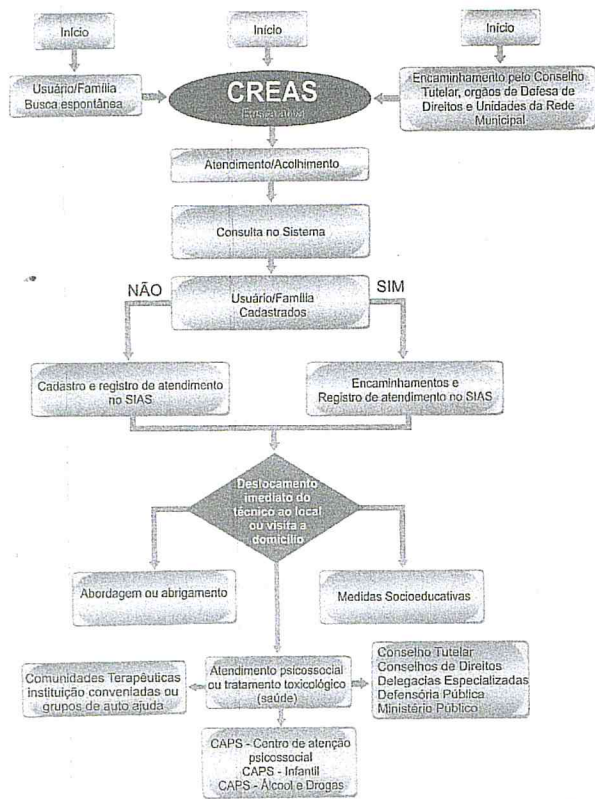 Início
Início
Início
Usuário/Família
Busca espontânea
CREAS
Busca ativa
Encaminhamento pelo Conselho
Tutelar, orgãos de Defesa de
Direitos e Unidades da Rede
Municipal
Atendimento/Acolhimento
Consulta no Sistema
NÃO
Usuário/Família
Cadastrados
SIM
Cadastro e registro de atendimento
no SIAS
Encaminhamentos e
Registro de atendimento no SIAS
Deslocamento
imediato do
técnico ao local
ou visita a
domicilio
Abordagem ou abrigamento
Medidas Socioeducativas
Comunidades Terapêuticas
instituição conveniadas ou
grupos de auto ajuda
Atendimento psicossocial
ou tratamento toxicológico
(saúde)
Conselho Tutelar
Conselhos de Direitos
Delegacias Especializadas
Defensória Pública
Ministério Público
CAPS - Centro de atenção
psicossocial
CAPS - Infantil
CAPS - Álcool e Drogas